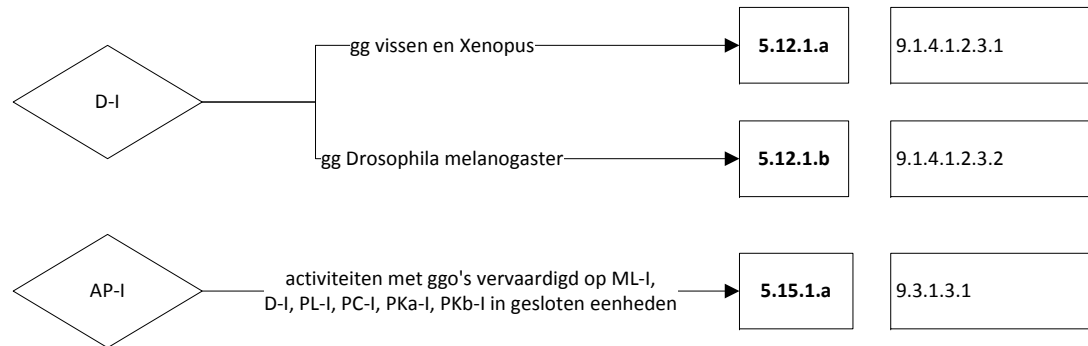 gg vissen en Xenopus
5.12.1.a
9.1.4.1.2.3.1
D-I
gg Drosophila melanogaster
5.12.1.b
9.1.4.1.2.3.2
AP-I
activiteiten met ggo's vervaardigd op ML-I,
D-I, PL-I, PC-I, PKa-I, PKb-I in gesloten eenheden
5.15.1.a
9.3.1.3.1